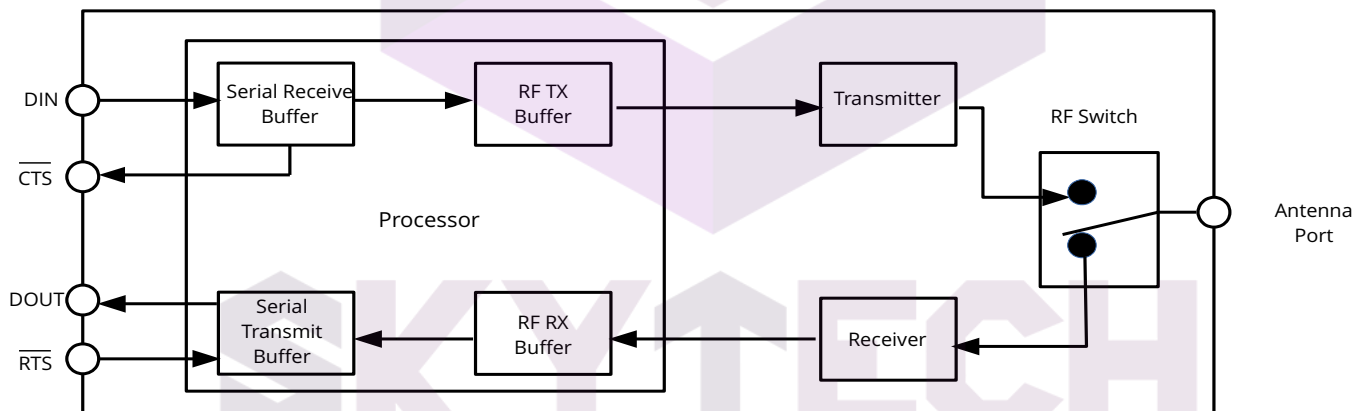 DIN
Serial Receive
Buffer
RF TX
Buffer
Transmitter
RF Switch
CTS
Processor
Antenna
Port
DOUT
Serial
Transmit
Buffer
RF RX
Buffer
Receiver
RTS
SKYTECH